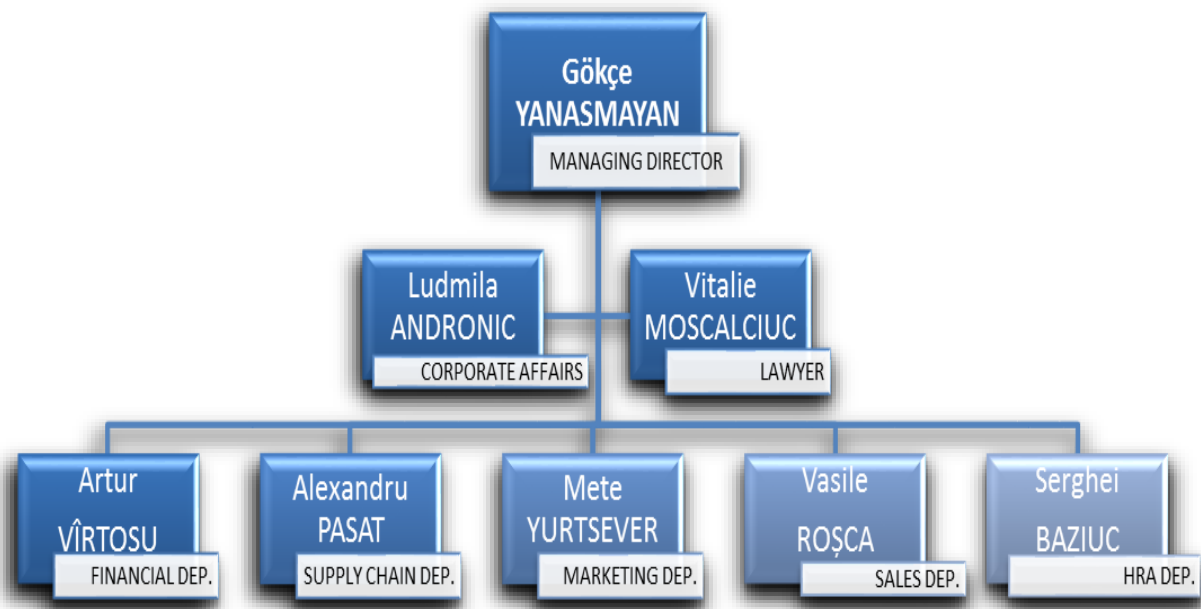 Gökçe
YANASMAYAN
MANAGING DIRECTOR
Ludmila
ANDRONIC
CORPORATE AFFAIRS
Vitalie
MOSCALCIUC
LAWYER
Artur
VÎRTOSU
FINANCIAL DEP.
Alexandru
PASAT
SUPPLY CHAIN DEP.
Mete
YURTSEVER
MARKETING DEP.
Vasile
ROȘCA
SALES DEP.
Serghei
BAZIUC
HRA DEP.